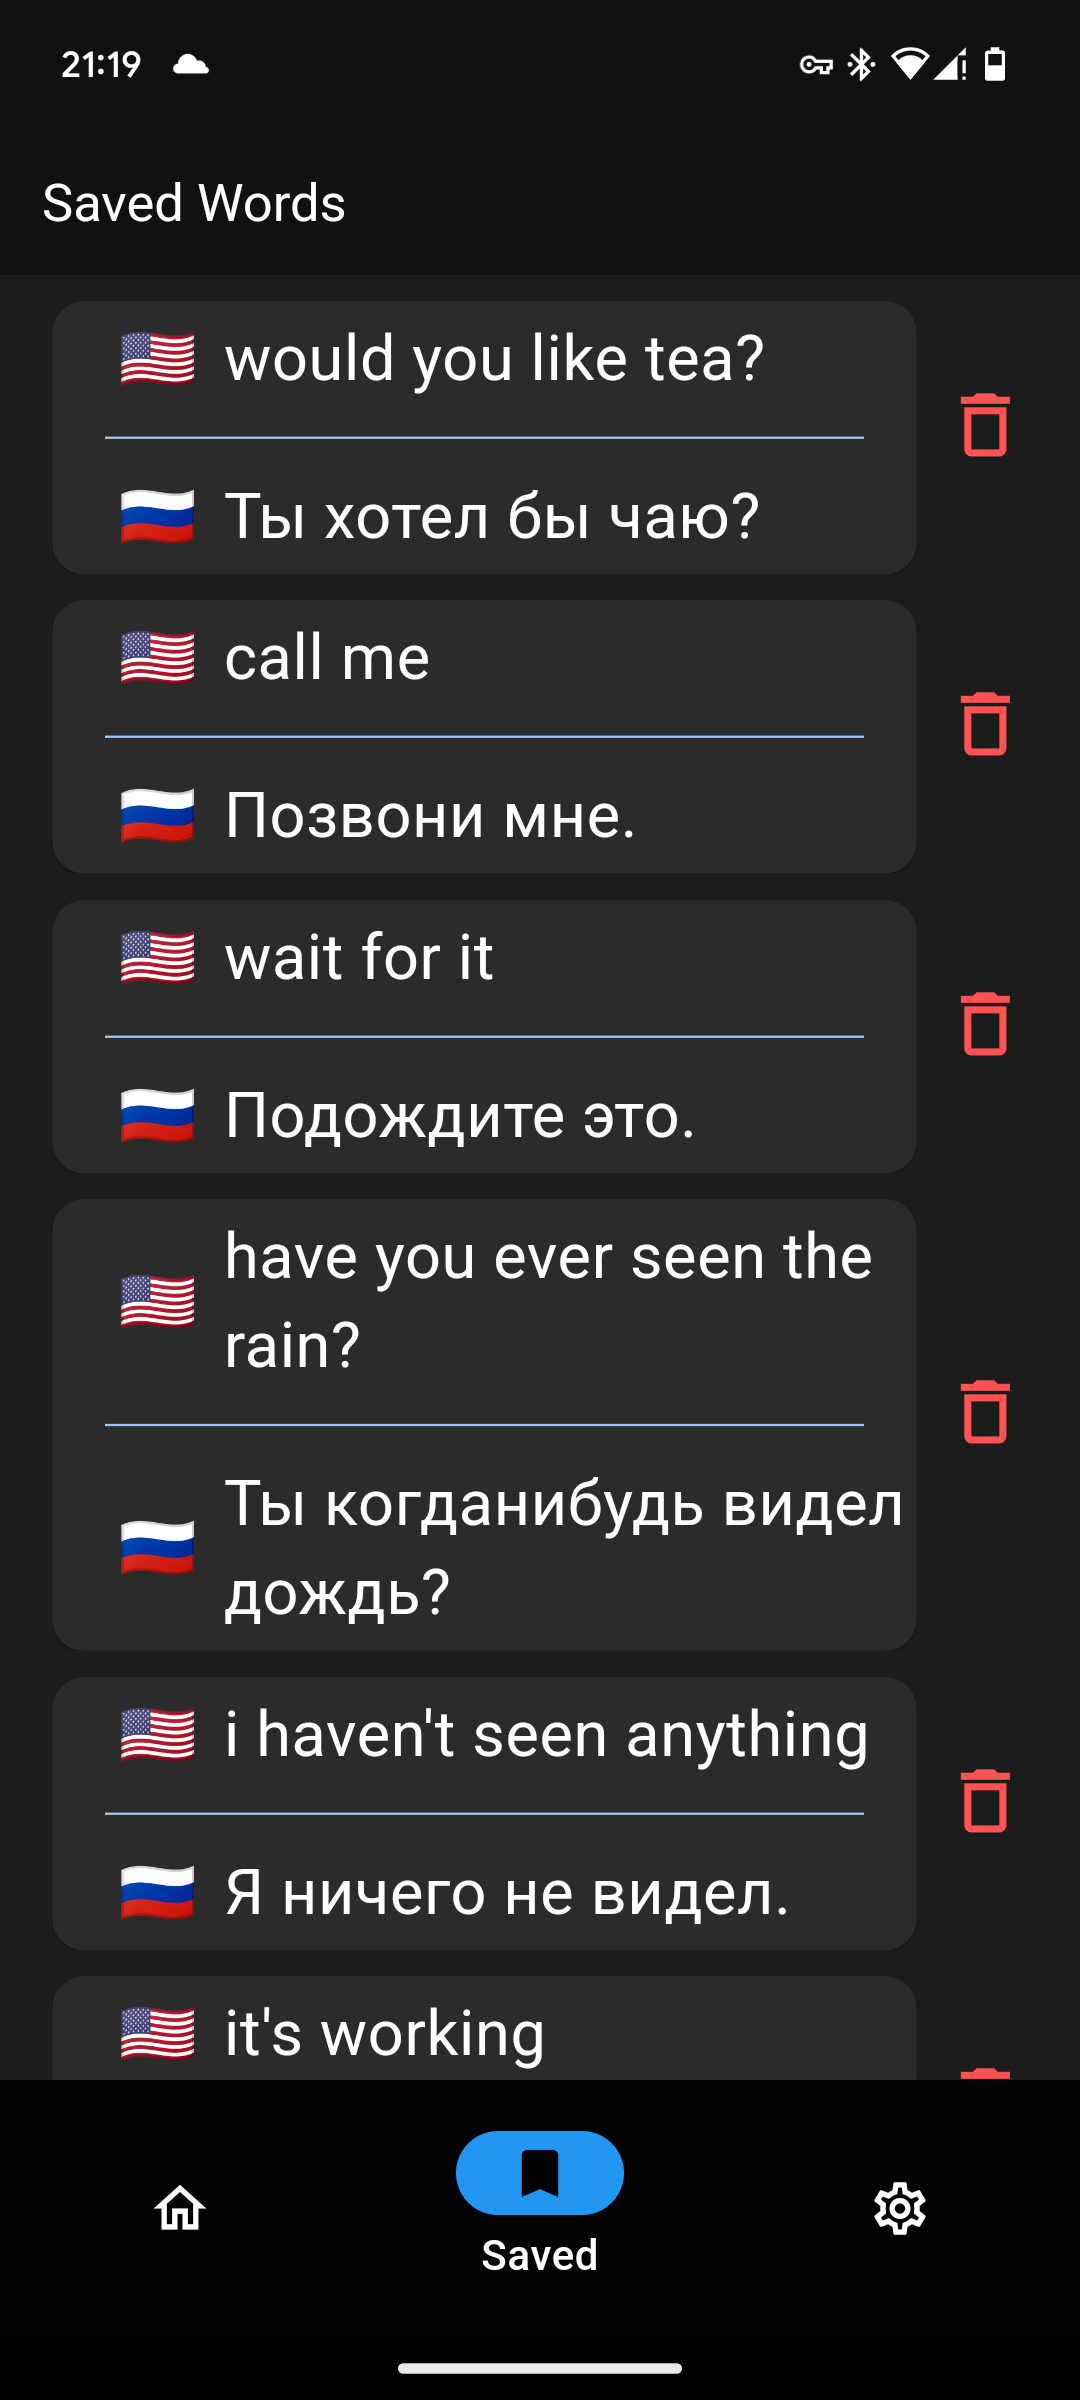 21:19
Saved Words
would you like tea?
Ты хотел бы чаю?
call me
Позвони мне.
wait for it
Подождите это.
have you ever seen the
rain?
Ты когданибудь видел
дождь?
i haven't seen anything
Я ничего не видел.
it's working
Saved